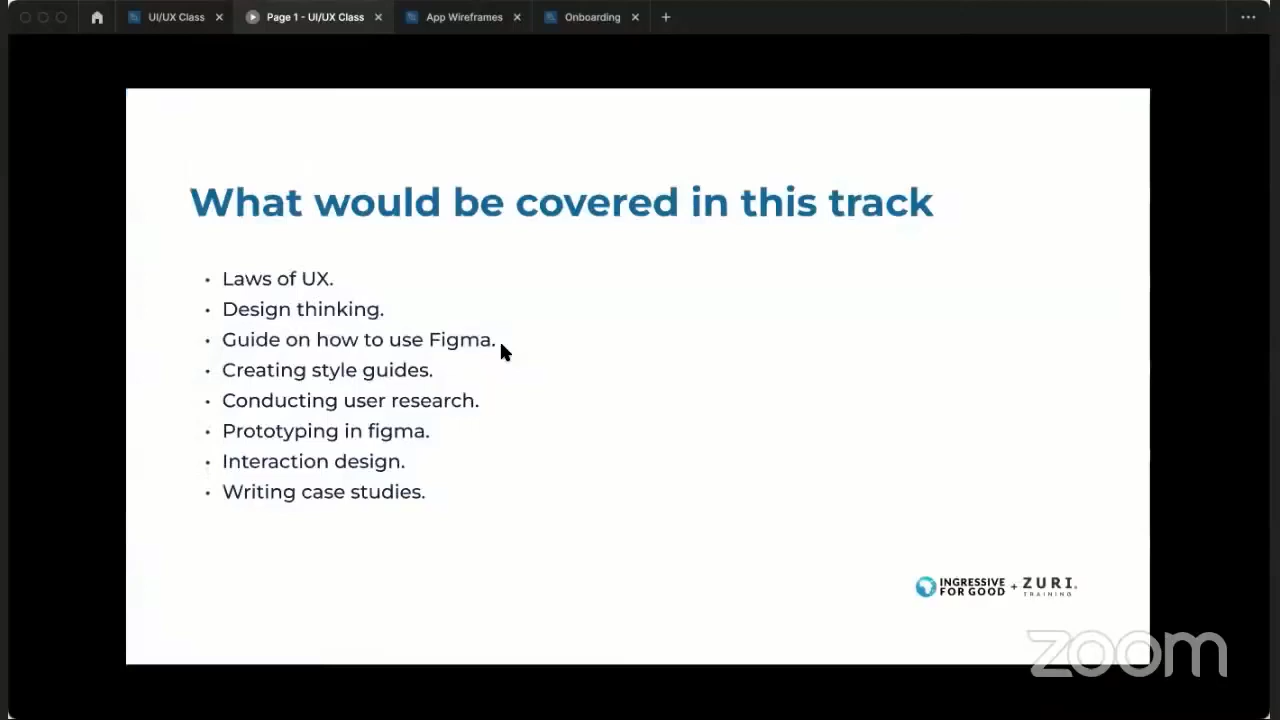 UI/UX Class
Page 1 - UI/UX Class
App Wireframes
Onboarding
What would be covered in this track
• Laws of UX.
• Design thinking.
• Guide on how to use Figma.
• Creating style guides.
• Conducting user research.
• Prototyping in figma.
• Interaction design.
• Writing case studies.
INGRESSIVE
FOR GOOD
+
ZURI.
TRAINING
zoom